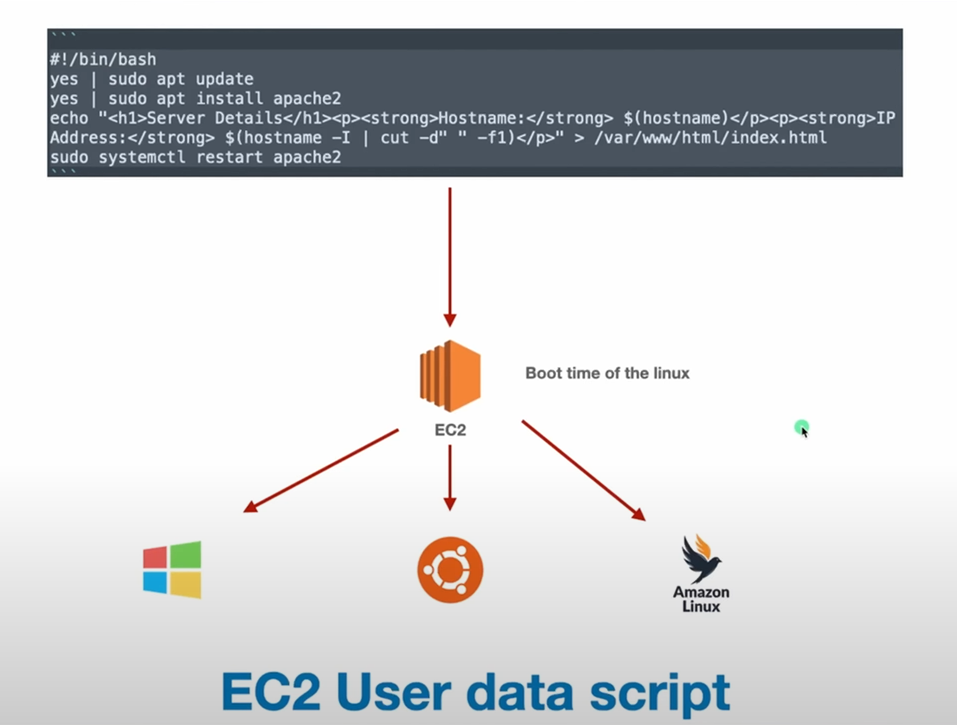 ```
#!/bin/bash
yes | sudo apt update
yes | sudo apt install apache2
echo "<h1>Server Details</h1><p><strong>Hostname:</strong> $(hostname)</p><p><strong>IP
Address:</strong> $(hostname -I | cut -d" " -f1)</p>" > /var/www/html/index.html
sudo systemctl restart apache2
```
Boot time of the linux
EC2
Amazon
Linux
EC2 User data script